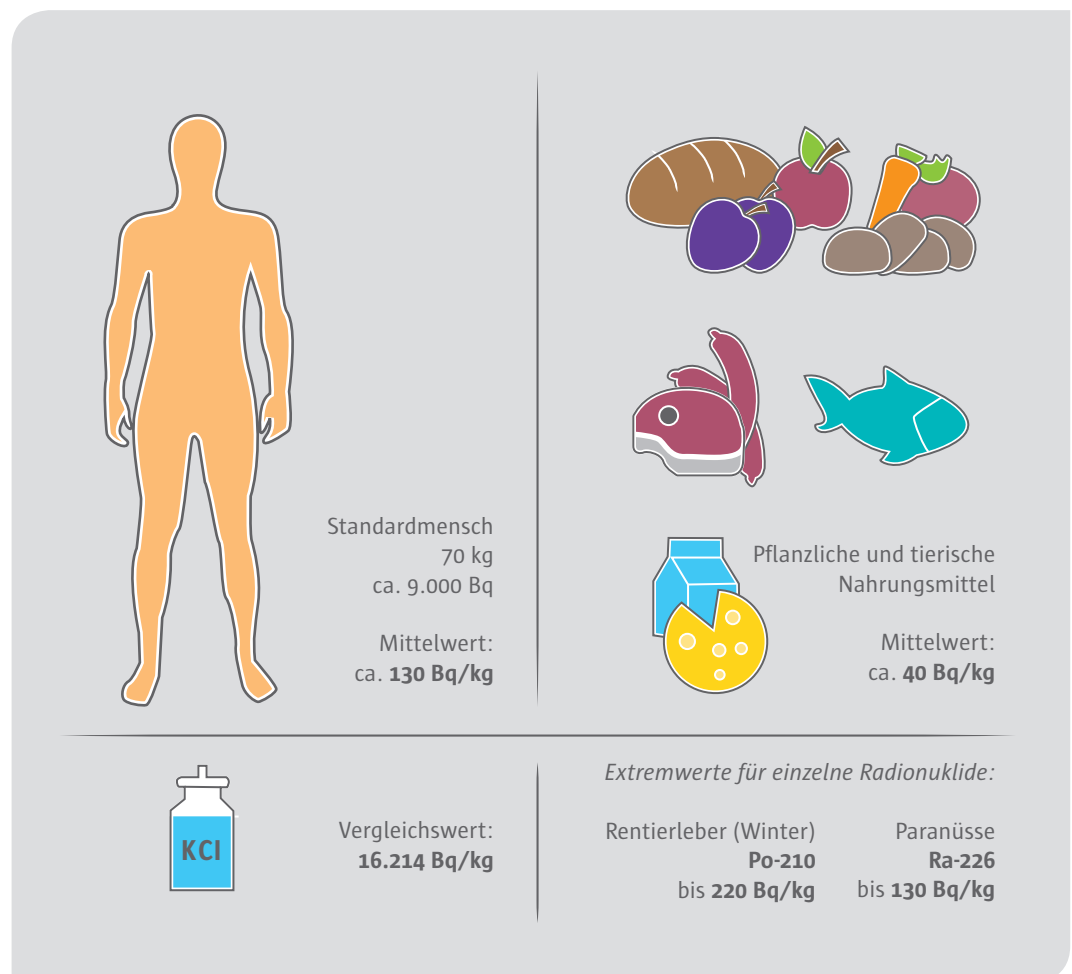 Standardmensch
70 kg
ca. 9.000 Bq
Mittelwert:
ca. 130 Bq/kg
Pflanzliche und tierische
Nahrungsmittel
Mittelwert:
ca. 40 Bq/kg
KCl
Vergleichswert:
16.214 Bq/kg
Extremwerte für einzelne Radionuklide:
Rentierleber (Winter)
Po-210
bis 220 Bq/kg
Paranüsse
Ra-226
bis 130 Bq/kg